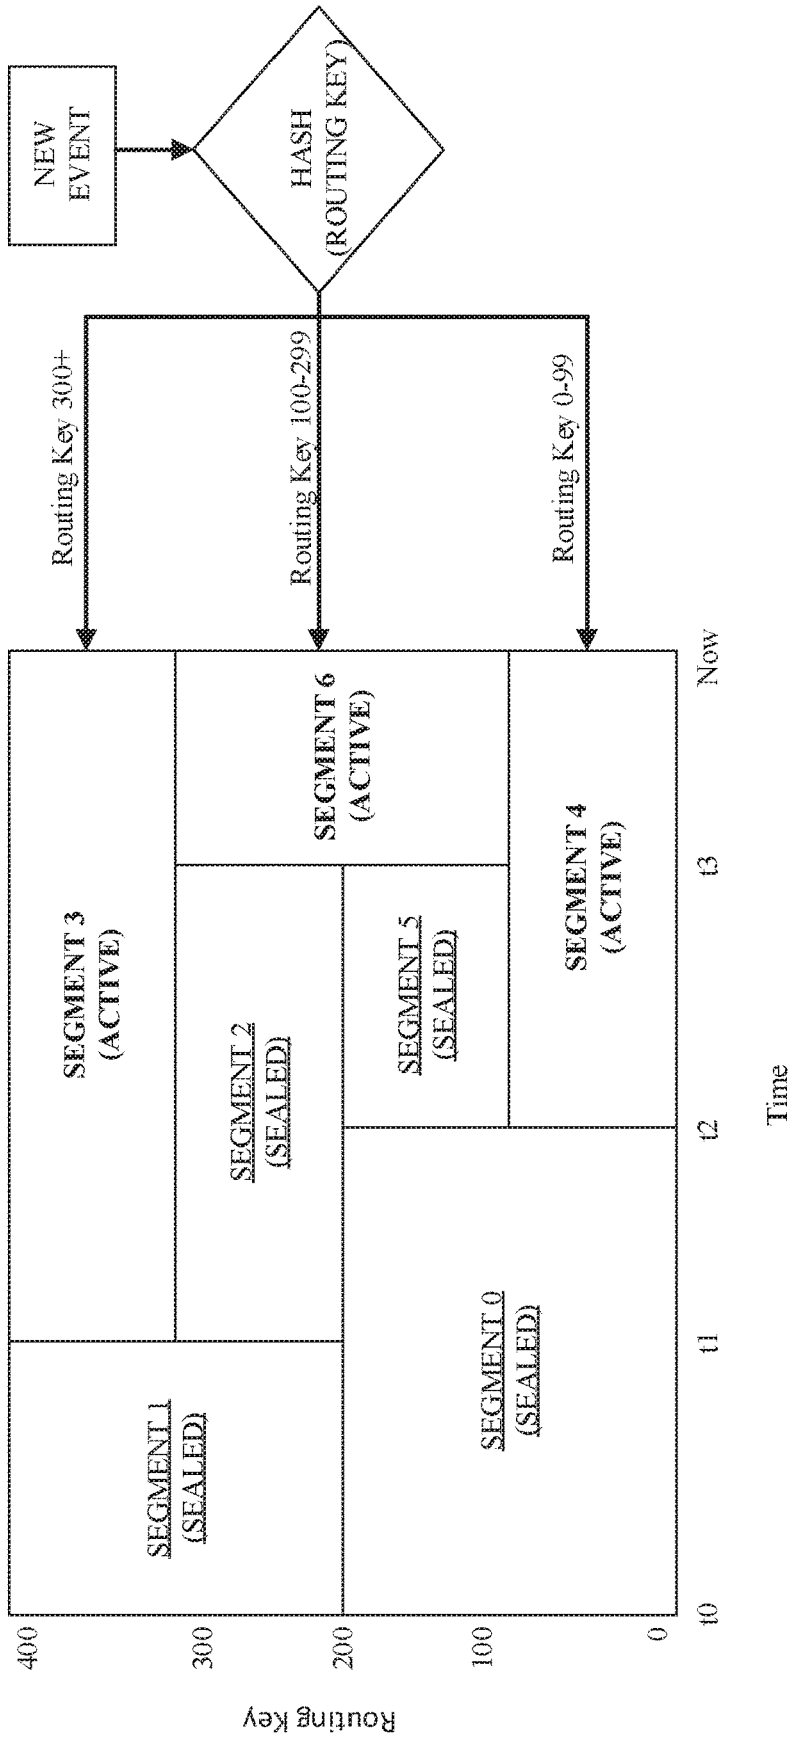 NEW
EVENT
HASH
(ROUTING KEY)
Routing Key 300+
Routing Key 100-299
Routing Key 0-99
Routing Key
400
300
200
100
0
SEGMENT 1
(SEALED)
SEGMENT 0
(SEALED)
SEGMENT 3
(ACTIVE)
SEGMENT 2
(SEALED)
SEGMENT 5
(SEALED)
SEGMENT 6
(ACTIVE)
SEGMENT 4
(ACTIVE)
t0
t1
t2
t3
Now
Time